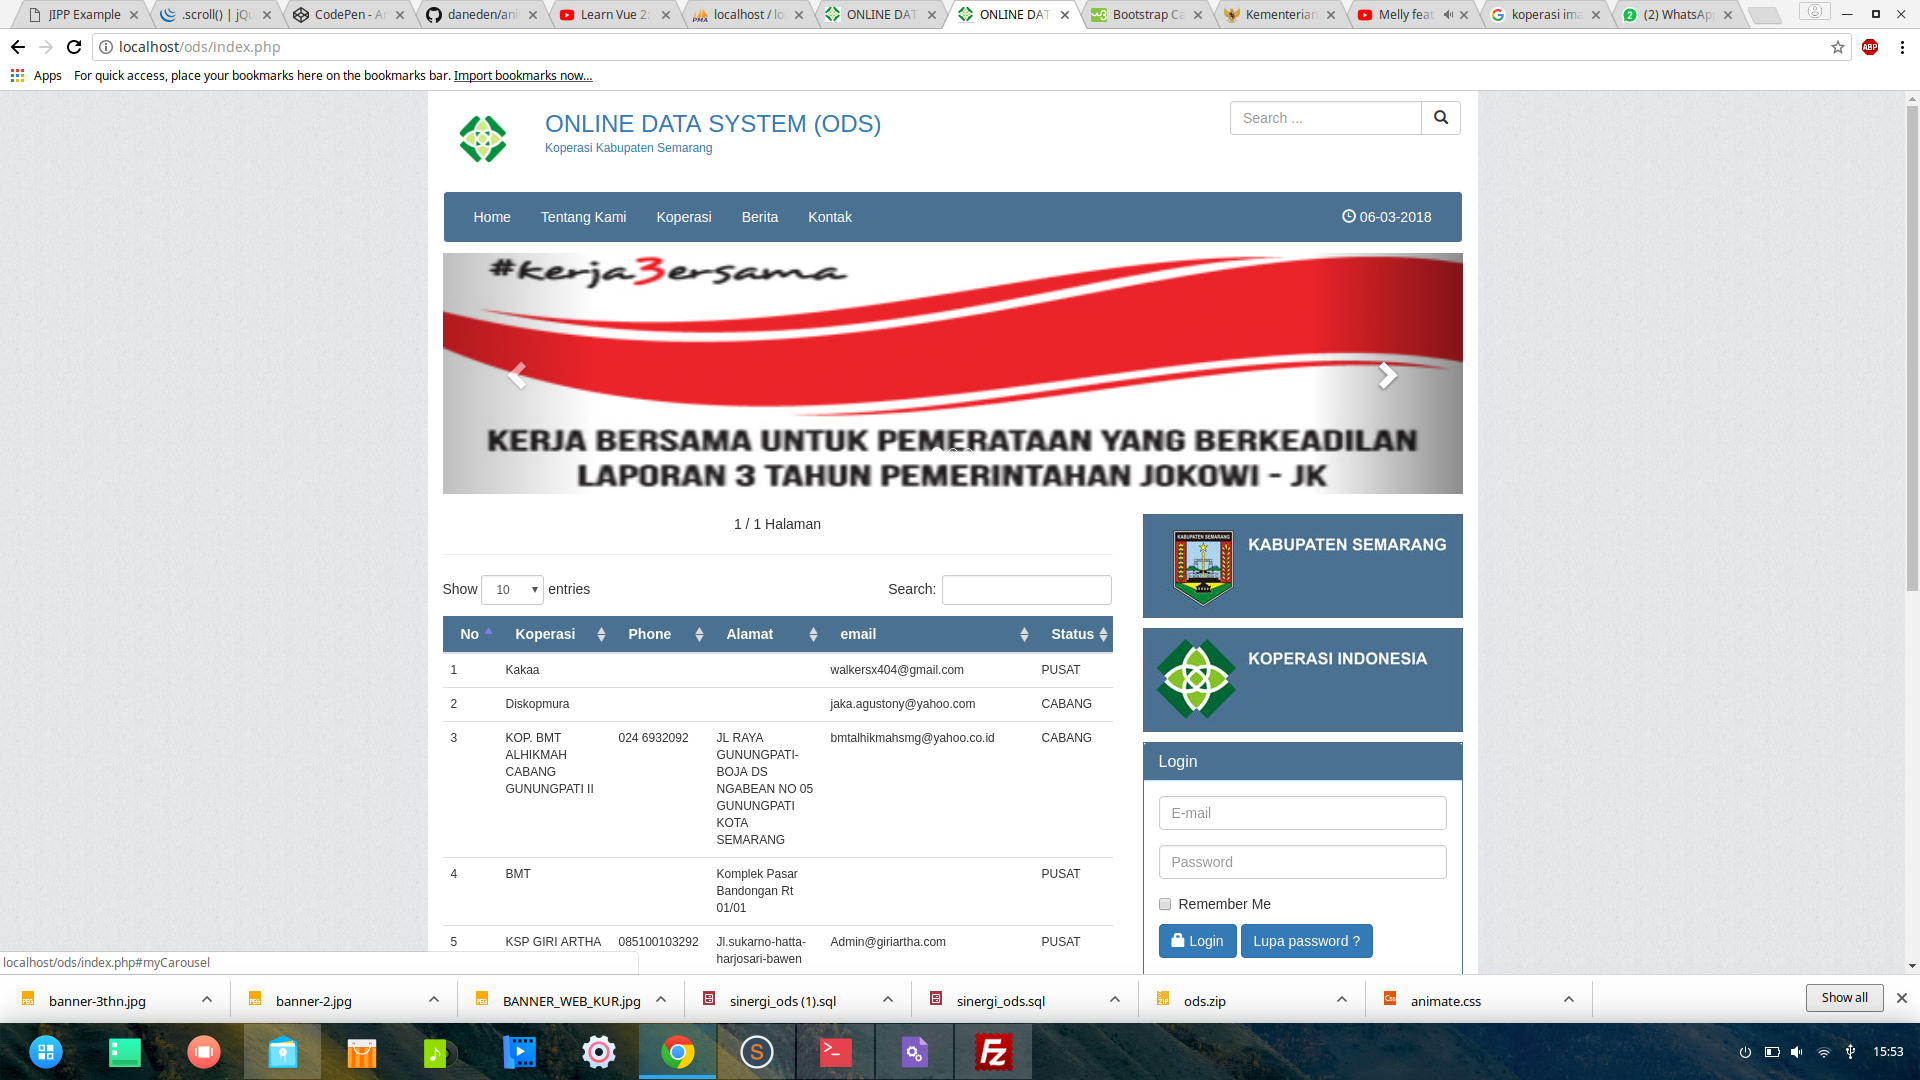 JIPP Example
.scroll() | jQu
CodePen - An
daneden/ani
Learn Vue 2:
localhost / lo
ONLINE DAT
ONLINE DAT
Bootstrap Ca
Kementerian
Melly feat
koperasi ima
(2) WhatsApp
localhost/ods/index.php
ABP
Apps
For quick access, place your bookmarks here on the bookmarks bar. Import bookmarks now...
ONLINE DATA SYSTEM (ODS)
Koperasi Kabupaten Semarang
Search ...
Home
Tentang Kami
Koperasi
Berita
Kontak
06-03-2018
#kerja3ersama
KERJA BERSAMA UNTUK PEMERATAAN YANG BERKEADILAN
LAPORAN 3 TAHUN PEMERINTAHAN JOKOWI - JK
1 / 1 Halaman
Show 10 entries
Search:
No Koperasi Phone Alamat email Status
1 Kakaa walkersx404@gmail.com PUSAT
2 Diskopmura jaka.agustony@yahoo.com CABANG
3 KOP. BMT 024 6932092 JL RAYA bmtalhikmahsmg@yahoo.co.id CABANG
ALHIKMAH GUNUNGPATI-
CABANG BOJA DS
GUNUNGPATI II NGABEAN NO 05
GUNUNGPATI
KOTA
SEMARANG
4 BMT Komplek Pasar PUSAT
Bandongan Rt
01/01
5 KSP GIRI ARTHA 085100103292 Jl.sukarno-hatta- Admin@giriartha.com PUSAT
harjosari-bawen
KABUPATEN SEMARANG
KABUPATEN SEMARANG
KOPERASI INDONESIA
Login
E-mail
Password
Remember Me
Login
Lupa password ?
localhost/ods/index.php#myCarousel
banner-3thn.jpg
banner-2.jpg
BANNER_WEB_KUR.jpg
sinergi_ods (1).sql
sinergi_ods.sql
ods.zip
animate.css
Show all
15:53